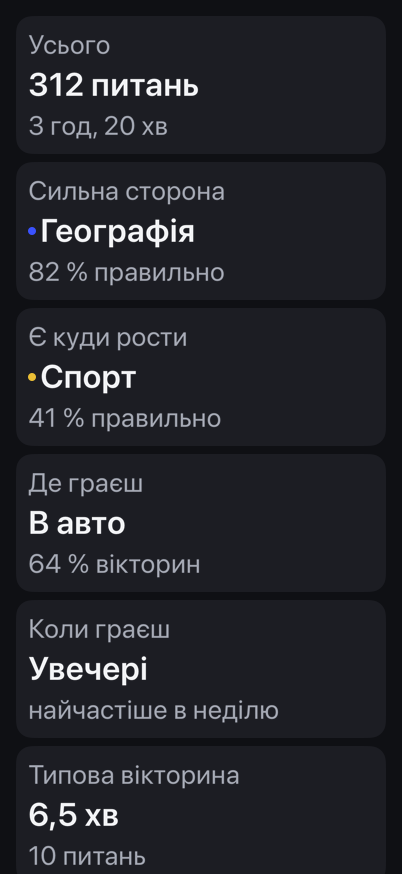 Усього
312 питань
3 год, 20 хв
Сильна сторона
Географія
82 % правильно
Є куди рости
Спорт
41 % правильно
Де граєш
В авто
64 % вікторин
Коли граєш
Увечері
найчастіше в неділю
Типова вікторина
6,5 хв
10 питань